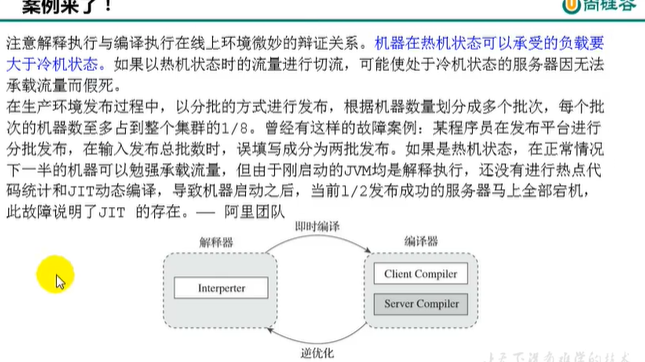 案例来了！
尚硅谷
注意解释执行与编译执行在线上环境微妙的辩证关系。机器在热机状态可以承受的负载要
大于冷机状态。如果以热机状态时的流量进行切流，可能使处于冷机状态的服务器因无法
承载流量而假死。
在生产环境发布过程中，以分批的方式进行发布，根据机器数量划分成多个批次，每个批
次的机器数至多占到整个集群的1/8。曾经有这样的故障案例：某程序员在发布平台进行
分批发布，在输入发布总批数时，误填写成分为两批发布。如果是热机状态，在正常情况
下一半的机器可以勉强承载流量，但由于刚启动的JVM均是解释执行，还没有进行热点代
码统计和JIT动态编译，导致机器启动之后，当前1/2发布成功的服务器马上全部宕机，
此故障说明了JIT 的存在。—— 阿里团队
即时编译
解释器
编译器
Interperter
Client Compiler
Server Compiler
逆优化